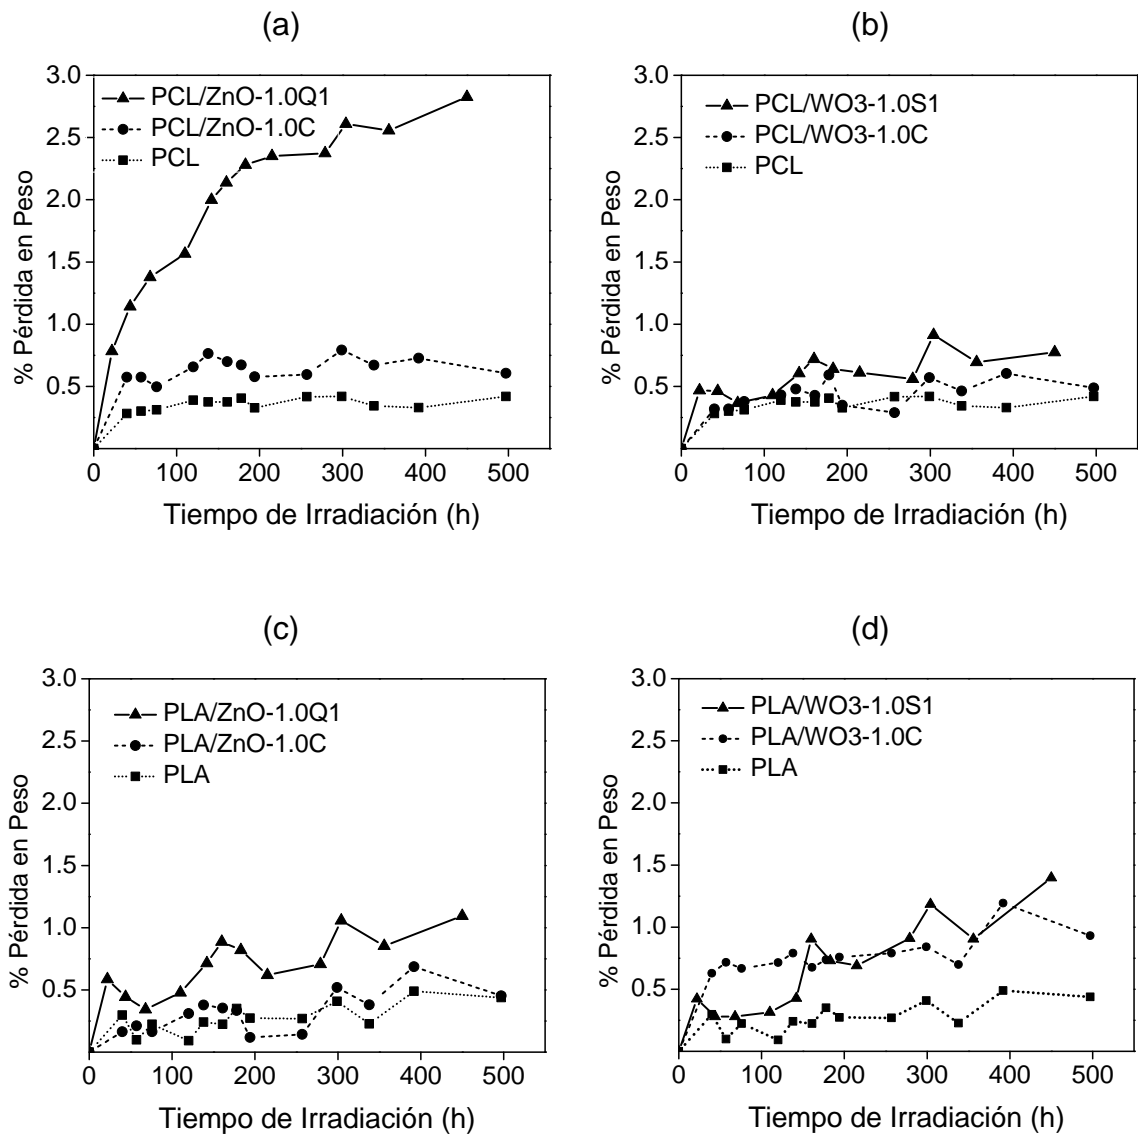 (a)
3.0
2.5
2.0
1.5
1.0
0.5
% Pérdida en Peso
PCL/ZnO-1.0Q1
PCL/ZnO-1.0C
PCL
0 100 200 300 400 500
Tiempo de Irradiación (h)
(b)
3.0
2.5
2.0
1.5
1.0
0.5
% Pérdida en Peso
PCL/WO3-1.0S1
PCL/WO3-1.0C
PCL
0 100 200 300 400 500
Tiempo de Irradiación (h)
(c)
3.0
2.5
2.0
1.5
1.0
0.5
% Pérdida en Peso
PLA/ZnO-1.0Q1
PLA/ZnO-1.0C
PLA
0 100 200 300 400 500
Tiempo de Irradiación (h)
(d)
3.0
2.5
2.0
1.5
1.0
0.5
% Pérdida en Peso
PLA/WO3-1.0S1
PLA/WO3-1.0C
PLA
0 100 200 300 400 500
Tiempo de Irradiación (h)